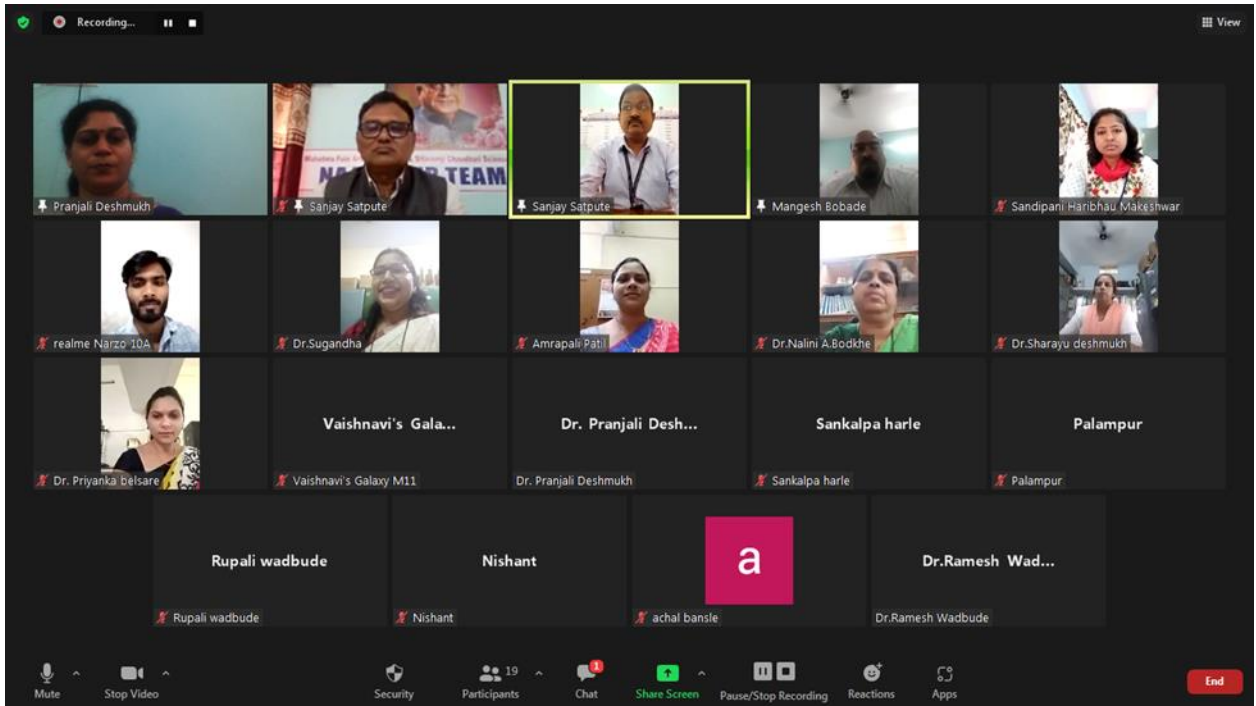 Recording...
View
Pranjali Deshmukh
NA
TEAM
Sanjay Satpute
Sanjay Satpute
Mangesh Bobade
Sandipani Haribhau Makeshwar
realme Narzo 10A
Dr.Sugandha
Amrapali Patil
Dr.Nalini A.Bodkhe
Dr.Sharayu deshmukh
Dr. Priyanka belsare
Vaishnavi's Gala...
Vaishnavi's Galaxy M11
Dr. Pranjali Desh...
Dr. Pranjali Deshmukh
Sankalpa harle
Sankalpa harle
Palampur
Palampur
Rupali wadbude
Rupali wadbude
Nishant
Nishant
a
achal bansle
Dr.Ramesh Wad...
Dr.Ramesh Wadbude
Mute
Stop Video
Security
19
Participants
1
Chat
Share Screen
Pause/Stop Recording
Reactions
Apps
End